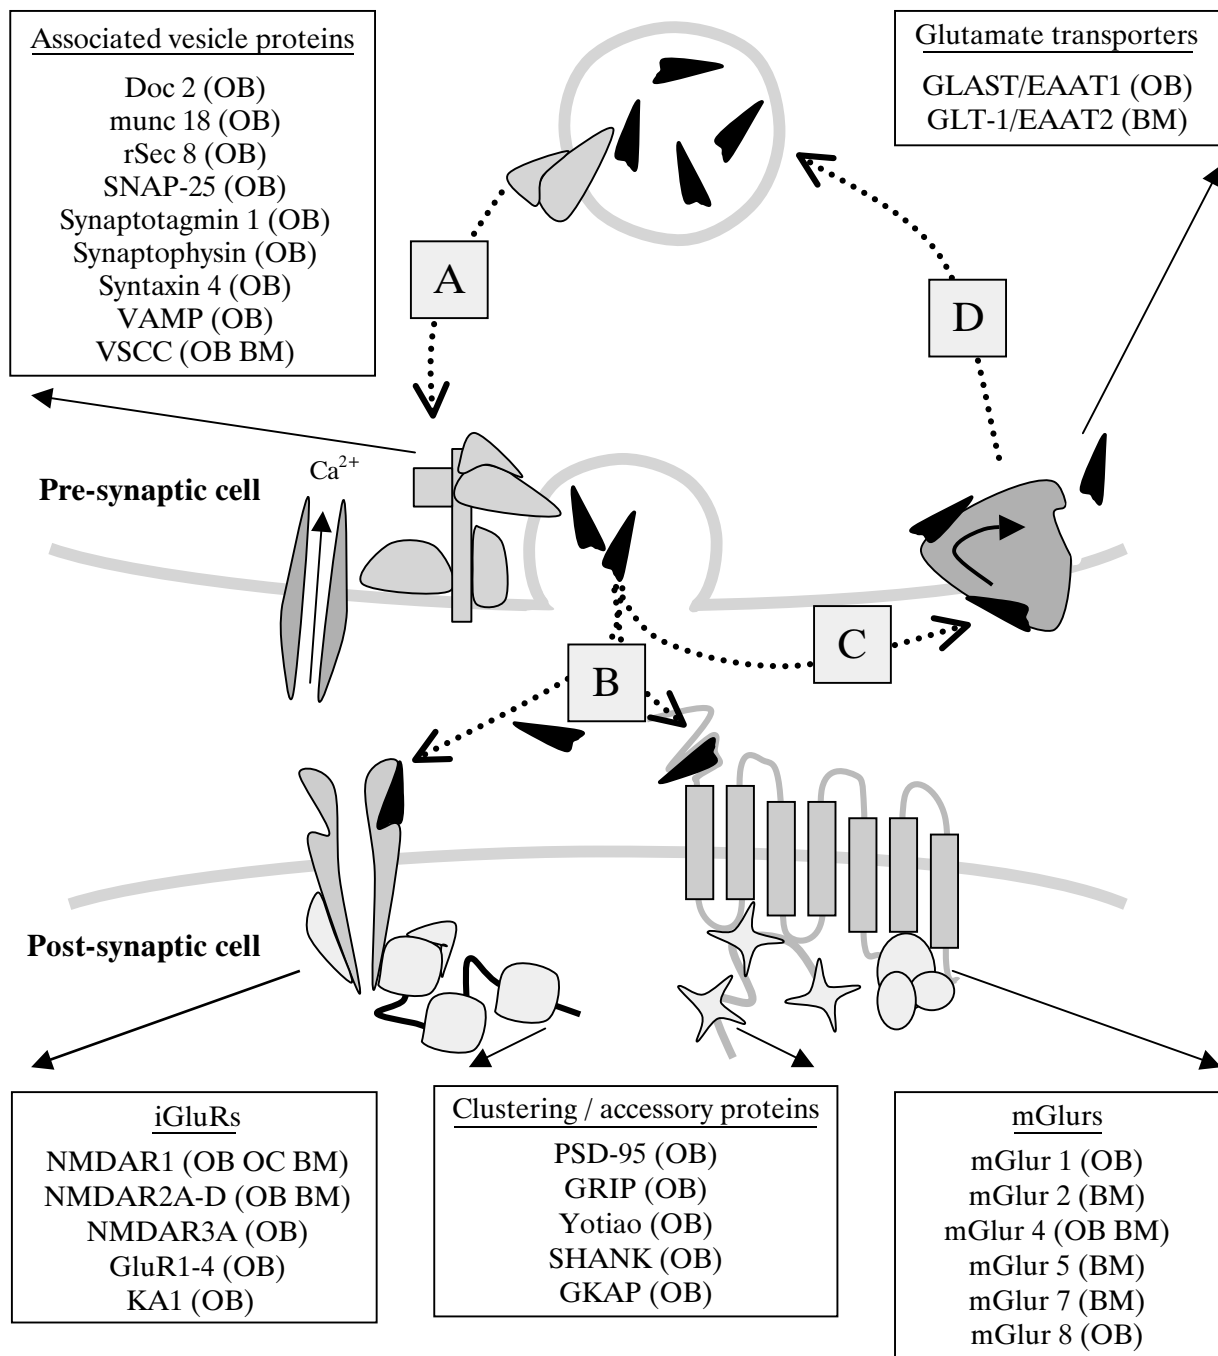 Associated vesicle proteins
Doc 2 (OB)
munc 18 (OB)
rSec 8 (OB)
SNAP-25 (OB)
Synaptotagmin 1 (OB)
Synaptophysin (OB)
Syntaxin 4 (OB)
VAMP (OB)
VSCC (OB BM)
Glutamate transporters
GLAST/EAAT1 (OB)
GLT-1/EAAT2 (BM)
A
D
Ca2+
Pre-synaptic cell
C
B
Post-synaptic cell
iGluRs
NMDAR1 (OB OC BM)
NMDAR2A-D (OB BM)
NMDAR3A (OB)
GluR1-4 (OB)
KA1 (OB)
Clustering / accessory proteins
PSD-95 (OB)
GRIP (OB)
Yotiao (OB)
SHANK (OB)
GKAP (OB)
mGlurs
mGlur 1 (OB)
mGlur 2 (BM)
mGlur 4 (OB BM)
mGlur 5 (BM)
mGlur 7 (BM)
mGlur 8 (OB)